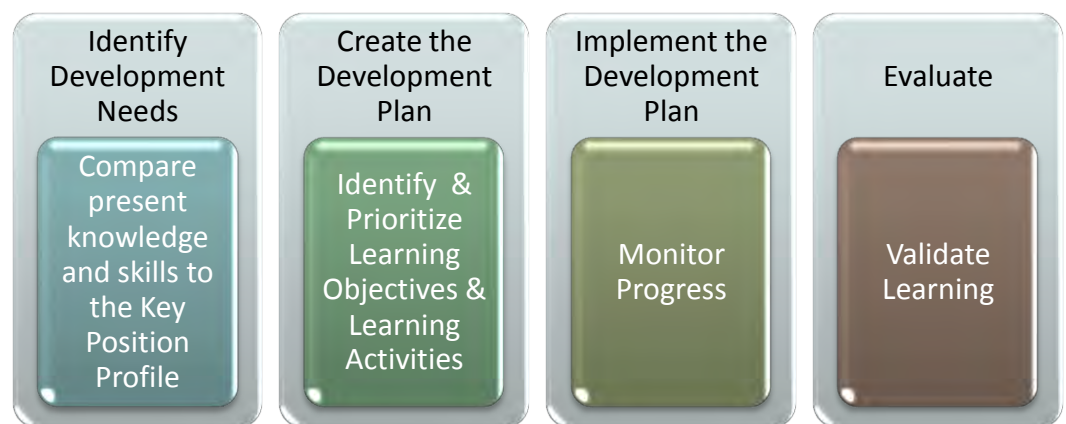 Identify
Development
Needs
Compare
present
knowledge
and skills to
the Key
Position
Profile
Create the
Development
Plan
Identify &
Prioritize
Learning
Objectives &
Learning
Activities
Implement the
Development
Plan
Monitor
Progress
Evaluate
Validate
Learning